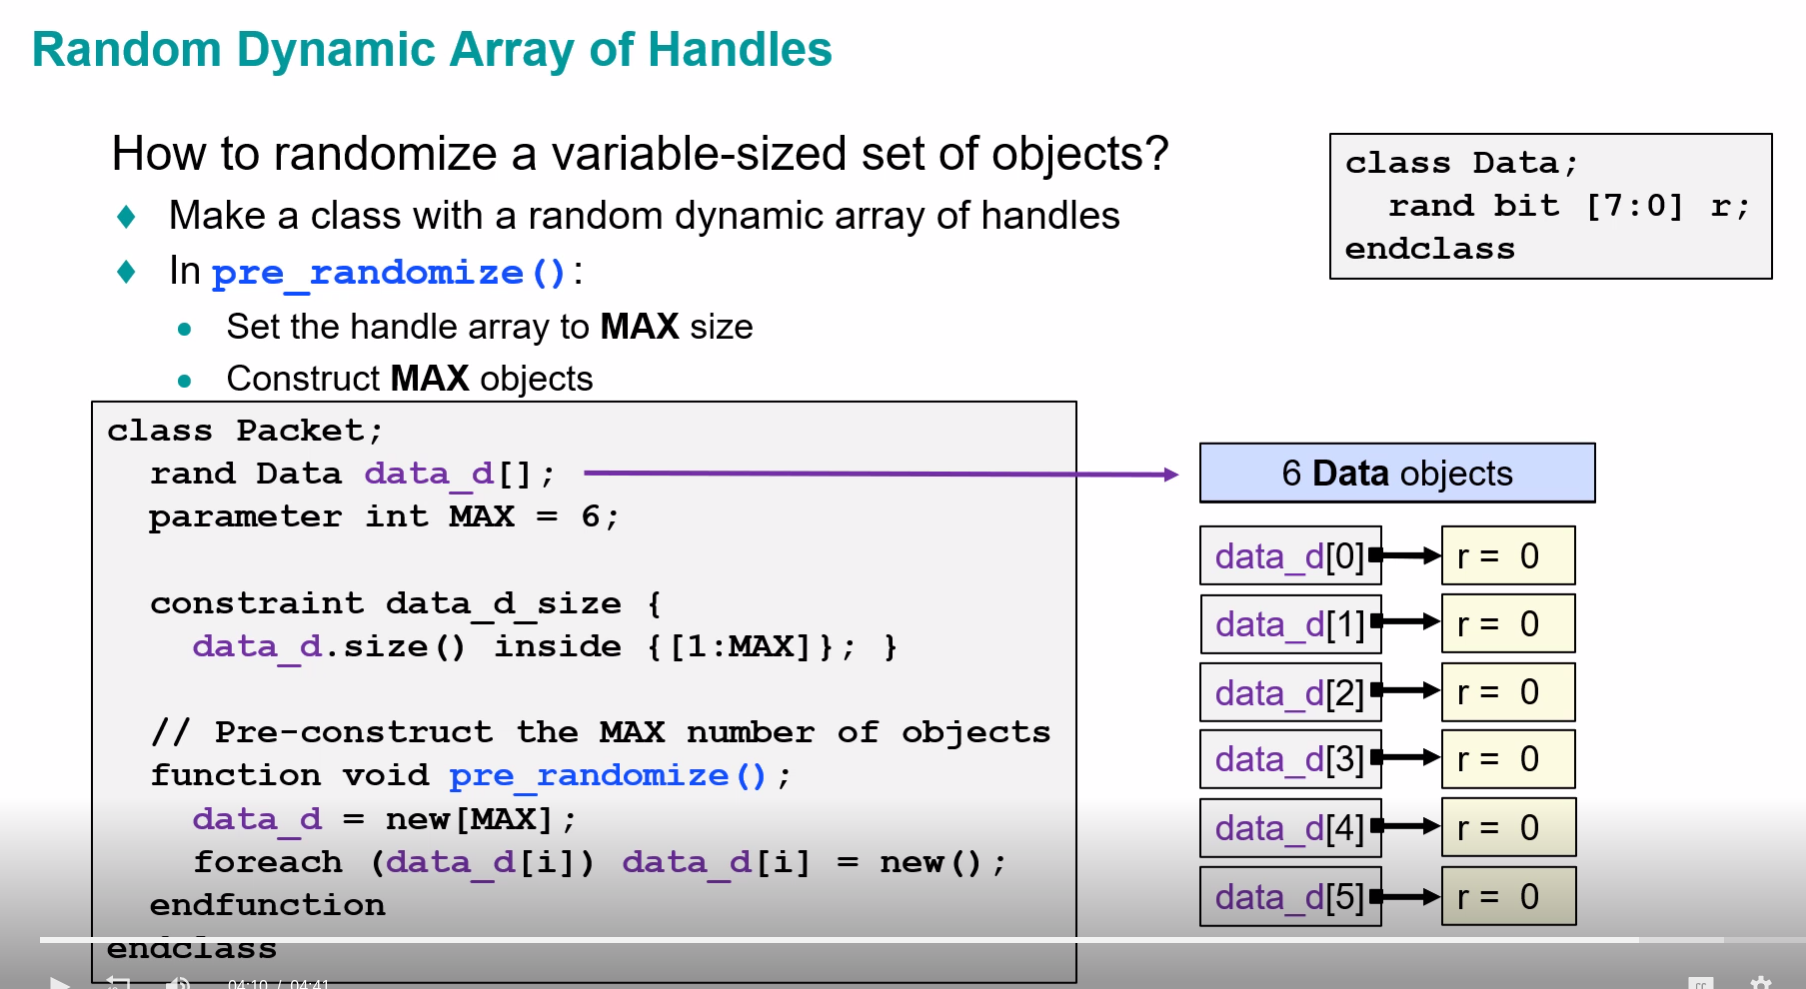 Random Dynamic Array of Handles
How to randomize a variable-sized set of objects?
Make a class with a random dynamic array of handles
In pre_randomize():
Set the handle array to MAX size
Construct MAX objects
class Data;
rand bit [7:0] r;
endclass
class Packet;
rand Data data_d[];
parameter int MAX = 6;
constraint data_d_size {
data_d.size() inside {[1:MAX]}; }
// Pre-construct the MAX number of objects
function void pre_randomize();
data_d = new[MAX];
foreach (data_d[i]) data_d[i] = new();
endfunction
endclass
6 Data objects
data_d[0] r = 0
data_d[1] r = 0
data_d[2] r = 0
data_d[3] r = 0
data_d[4] r = 0
data_d[5] r = 0
04:10 / 04:41
CC